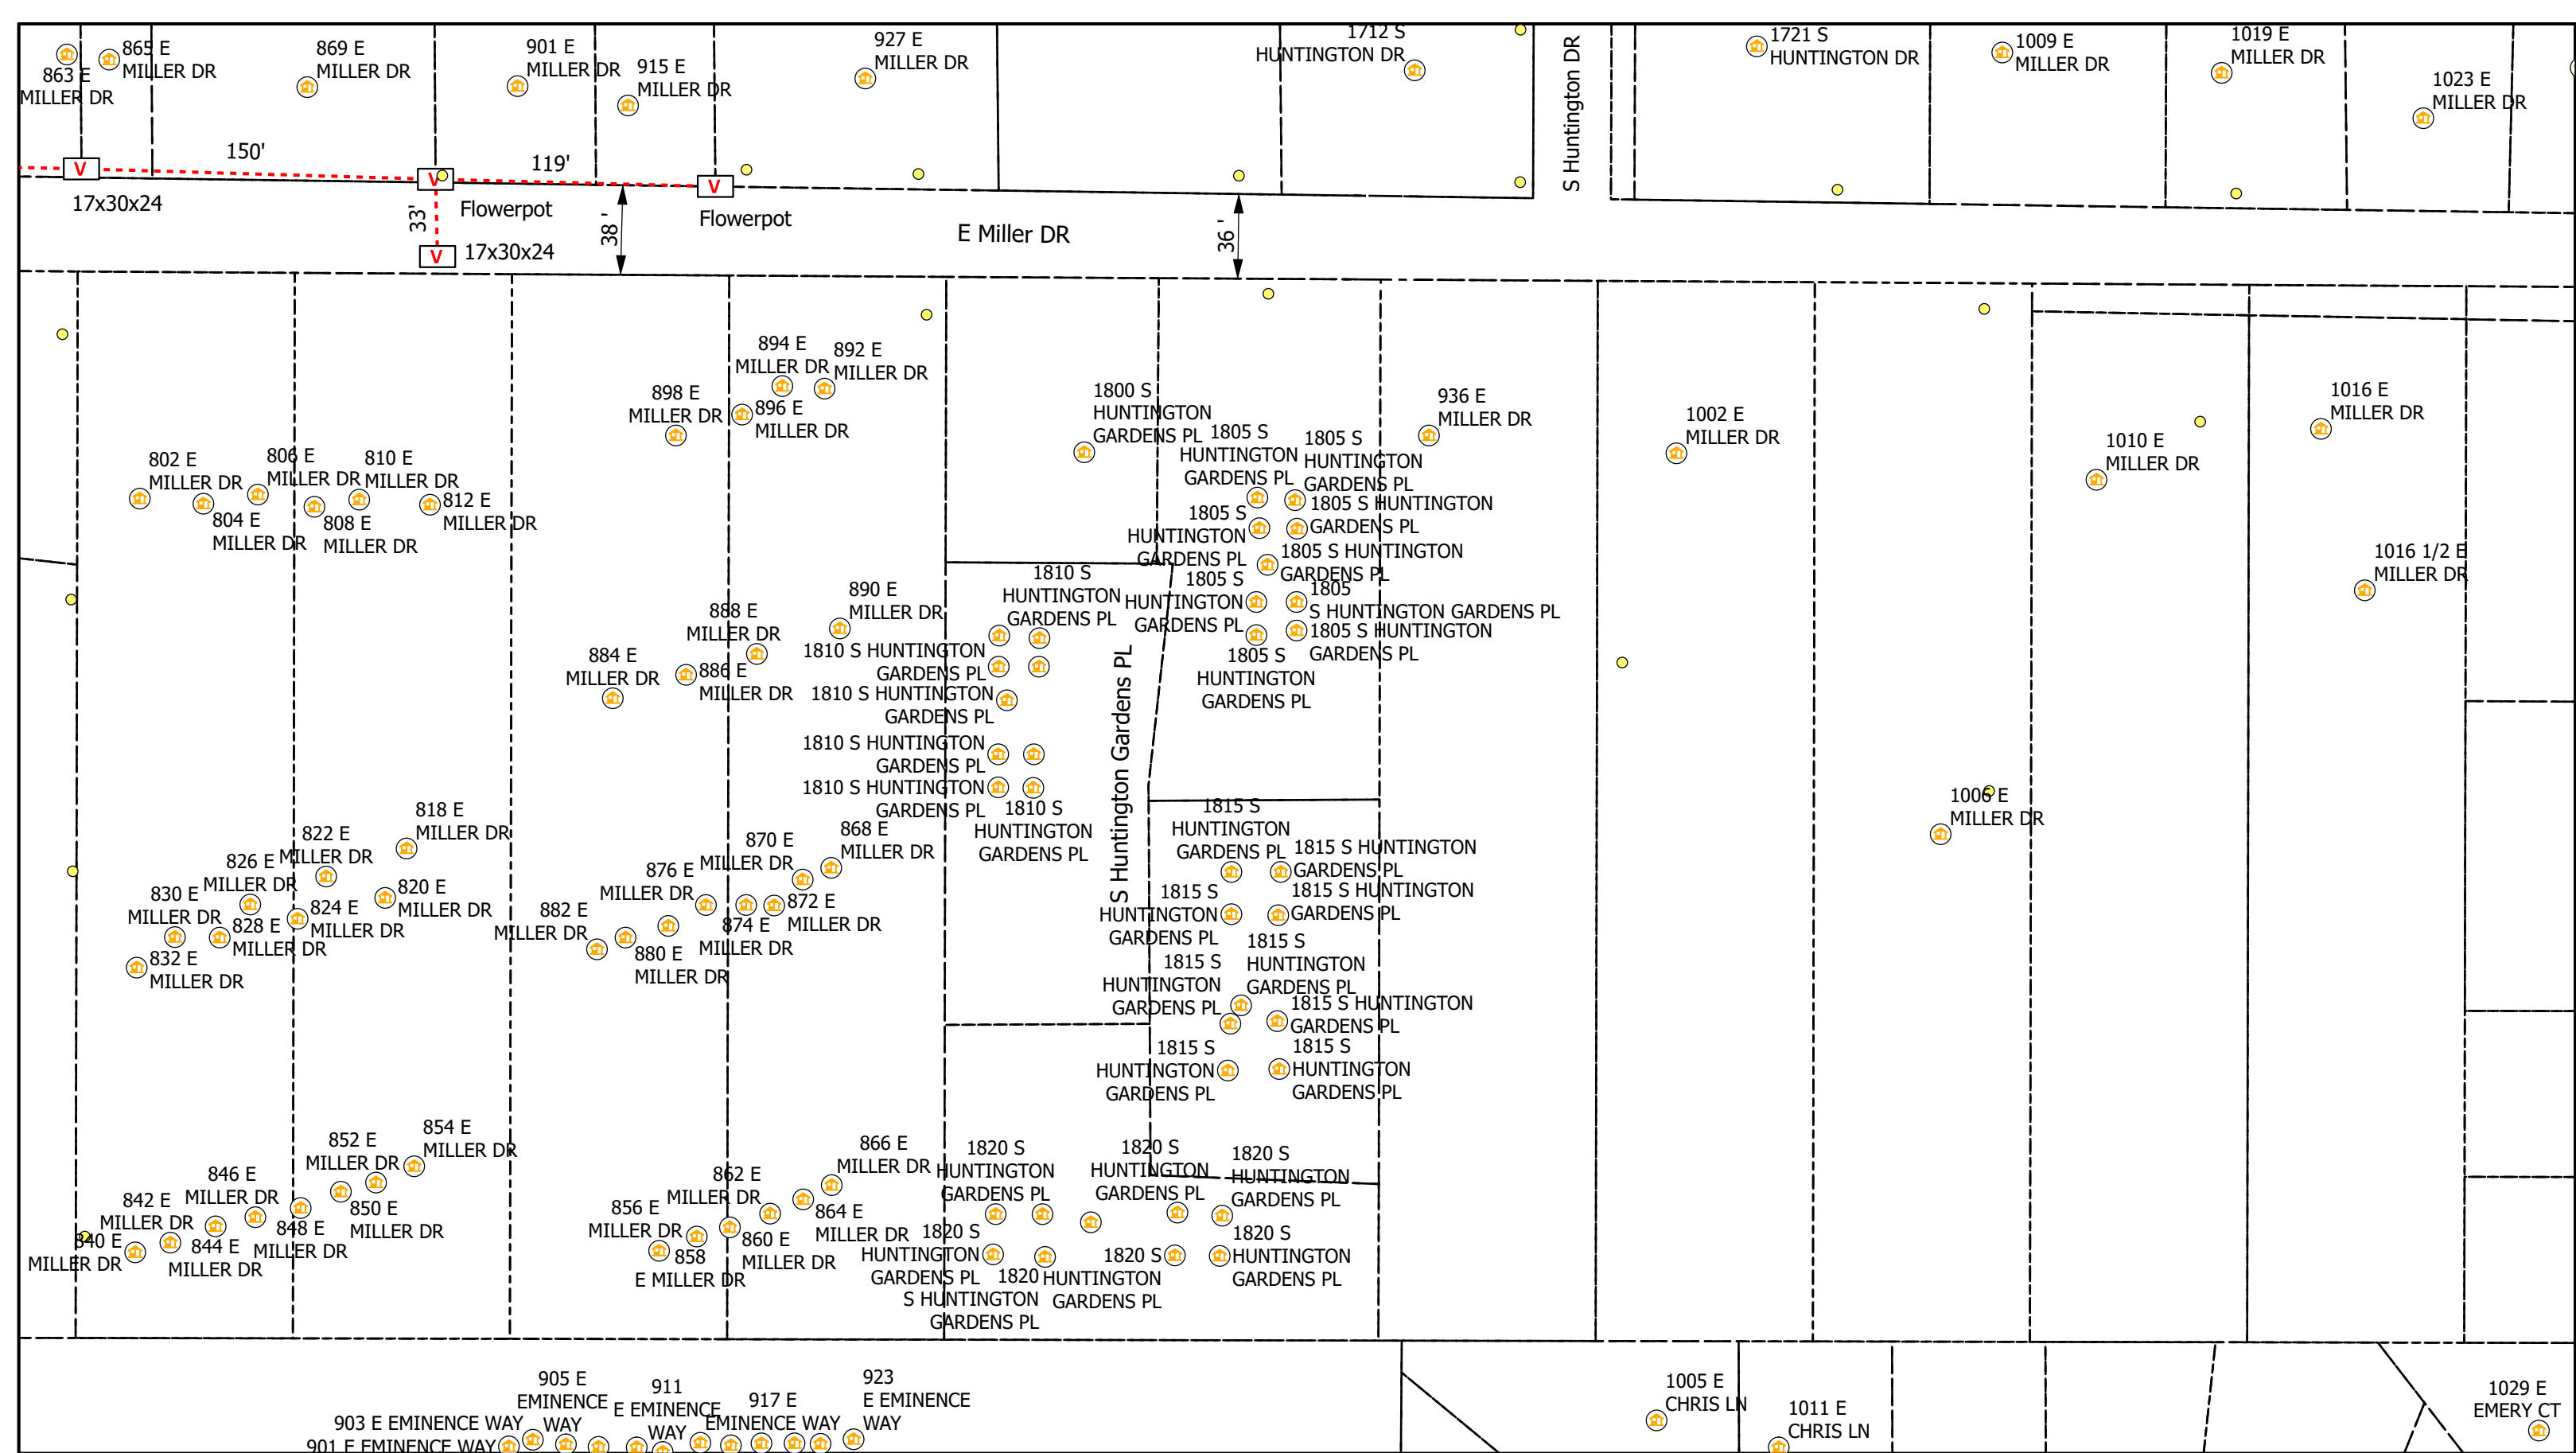 863 E
MILLER DR
865 E
MILLER DR
869 E
MILLER DR
901 E
MILLER DR
915 E
MILLER DR
927 E
MILLER DR
1712 S
HUNTINGTON DR
S Huntington DR
1721 S
HUNTINGTON DR
1009 E
MILLER DR
1019 E
MILLER DR
1023 E
MILLER DR
150'
119'
V
V
V
17x30x24
33'
Flowerpot
38'
Flowerpot
V
17x30x24
E Miller DR
36'
894 E
MILLER DR
892 E
MILLER DR
898 E
MILLER DR
896 E
MILLER DR
1800 S
HUNTINGTON
GARDENS PL
936 E
MILLER DR
1002 E
MILLER DR
1010 E
MILLER DR
1016 E
MILLER DR
802 E
MILLER DR
804 E
MILLER DR
806 E
MILLER DR
808 E
MILLER DR
810 E
MILLER DR
812 E
MILLER DR
1805 S
HUNTINGTON
GARDENS PL
1805 S
HUNTINGTON
GARDENS PL
1805 S HUNTINGTON
GARDENS PL
1805 S
HUNTINGTON
GARDENS PL
1805 S HUNTINGTON
GARDENS PL
1805 S
HUNTINGTON
GARDENS PL
1805
S HUNTINGTON GARDENS PL
1805 S HUNTINGTON
GARDENS PL
1805 S
HUNTINGTON
GARDENS PL
1016 1/2 E
MILLER DR
890 E
MILLER DR
888 E
MILLER DR
884 E
MILLER DR
886 E
MILLER DR
1810 S
HUNTINGTON
GARDENS PL
1810 S HUNTINGTON
GARDENS PL
1810 S HUNTINGTON
GARDENS PL
1810 S HUNTINGTON
GARDENS PL
1810 S HUNTINGTON
GARDENS PL
1810 S
HUNTINGTON
GARDENS PL
S Huntington Gardens PL
818 E
MILLER DR
822 E
MILLER DR
826 E
MILLER DR
830 E
MILLER DR
820 E
MILLER DR
824 E
MILLER DR
828 E
MILLER DR
832 E
MILLER DR
868 E
MILLER DR
870 E
MILLER DR
876 E
MILLER DR
872 E
MILLER DR
874 E
MILLER DR
882 E
MILLER DR
880 E
MILLER DR
1815 S
HUNTINGTON
GARDENS PL
1815 S HUNTINGTON
GARDENS PL
1815 S HUNTINGTON
GARDENS PL
1815 S
HUNTINGTON
GARDENS PL
1815 S
HUNTINGTON
GARDENS PL
1815 S
HUNTINGTON
GARDENS PL
1815 S HUNTINGTON
GARDENS PL
1815 S
HUNTINGTON
GARDENS PL
1815 S
HUNTINGTON
GARDENS PL
1006 E
MILLER DR
854 E
MILLER DR
852 E
MILLER DR
846 E
MILLER DR
842 E
MILLER DR
850 E
MILLER DR
848 E
MILLER DR
844 E
MILLER DR
840 E
MILLER DR
866 E
MILLER DR
862 E
MILLER DR
856 E
MILLER DR
864 E
MILLER DR
860 E
MILLER DR
858
E MILLER DR
1820 S
HUNTINGTON
GARDENS PL
1820 S
HUNTINGTON
GARDENS PL
1820 S
HUNTINGTON
GARDENS PL
1820 S
HUNTINGTON
GARDENS PL
1820
S HUNTINGTON
GARDENS PL
1820 S
HUNTINGTON
GARDENS PL
1820 S
HUNTINGTON
GARDENS PL
905 E
EMINENCE
WAY
911
E EMINENCE
WAY
917 E
EMINENCE WAY
923
E EMINENCE
WAY
903 E EMINENCE WAY
901 E EMINENCE WAY
1005 E
CHRIS LN
1011 E
CHRIS LN
1029 E
EMERY CT